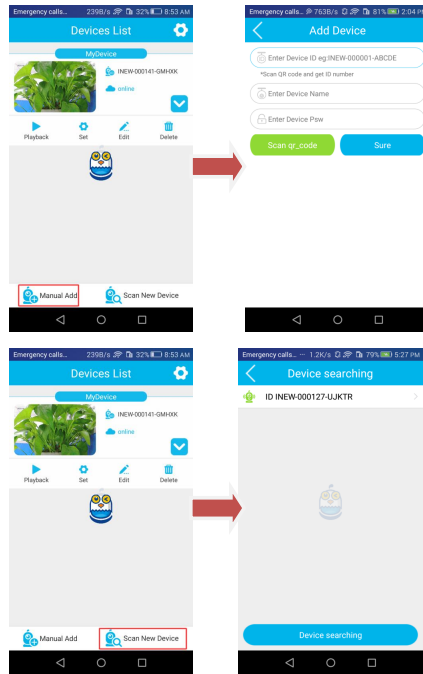 Emergency calls... 239B/s 32% 8:53 AM
Devices List
MyDevice
INEW-000141-GMHXK
online
Playback Set Edit Delete
Manual Add Scan New Device
Emergency calls... 763B/s 81% 2:04 PM
Add Device
Enter Device ID eg:INEW-000001-ABCDE
*Scan QR code and get ID number
Enter Device Name
Enter Device Psw
Scan qr_code Sure
Emergency calls... 239B/s 32% 8:53 AM
Devices List
MyDevice
INEW-000141-GMHXK
online
Playback Set Edit Delete
Manual Add Scan New Device
Emergency calls... ··· 1.2K/s 79% 5:27 PM
Device searching
ID INEW-000127-UJKTR
Device searching